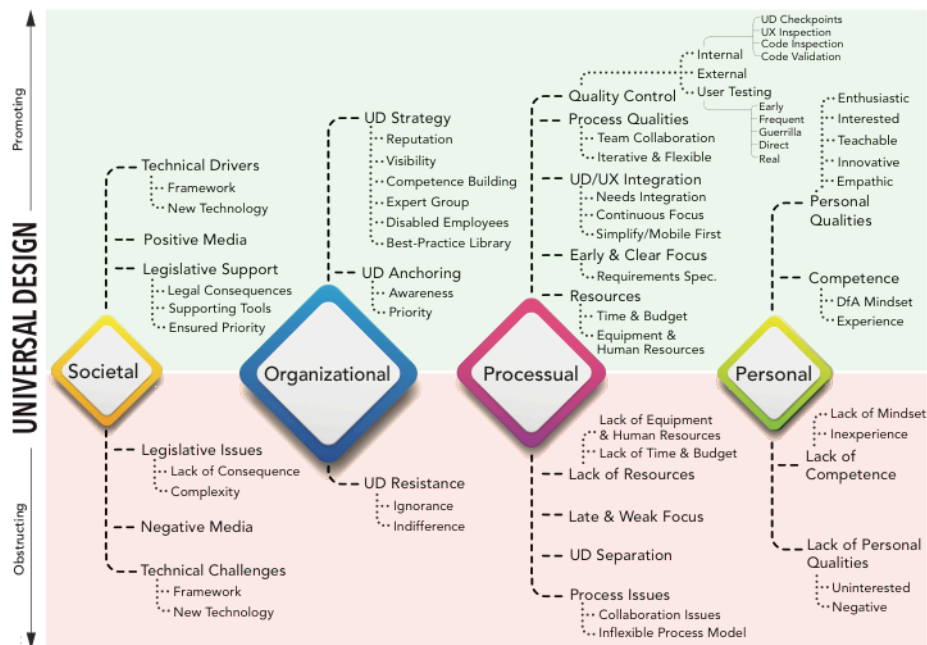 UNIVERSAL DESIGN
Promoting
Obstructing
Societal
Technical Drivers
Framework
New Technology
Positive Media
Legislative Support
Legal Consequences
Supporting Tools
Ensured Priority
Legislative Issues
Lack of Consequence
Complexity
Negative Media
Technical Challenges
Framework
New Technology
Organizational
UD Strategy
Reputation
Visibility
Competence Building
Expert Group
Disabled Employees
Best-Practice Library
UD Anchoring
Awareness
Priority
UD Resistance
Ignorance
Indifference
Processual
Quality Control
Internal
UD Checkpoints
UX Inspection
Code Inspection
Code Validation
External
User Testing
Early
Frequent
Guerrilla
Direct
Real
Process Qualities
Team Collaboration
Iterative & Flexible
UD/UX Integration
Needs Integration
Continuous Focus
Simplify/Mobile First
Early & Clear Focus
Requirements Spec.
Resources
Time & Budget
Equipment &
Human Resources
Lack of Equipment
& Human Resources
Lack of Time & Budget
Lack of Resources
Late & Weak Focus
UD Separation
Process Issues
Collaboration Issues
Inflexible Process Model
Personal
Enthusiastic
Interested
Teachable
Innovative
Empathic
Personal
Qualities
Competence
DfA Mindset
Experience
Lack of Mindset
Inexperience
Lack of
Competence
Lack of Personal
Qualities
Uninterested
Negative